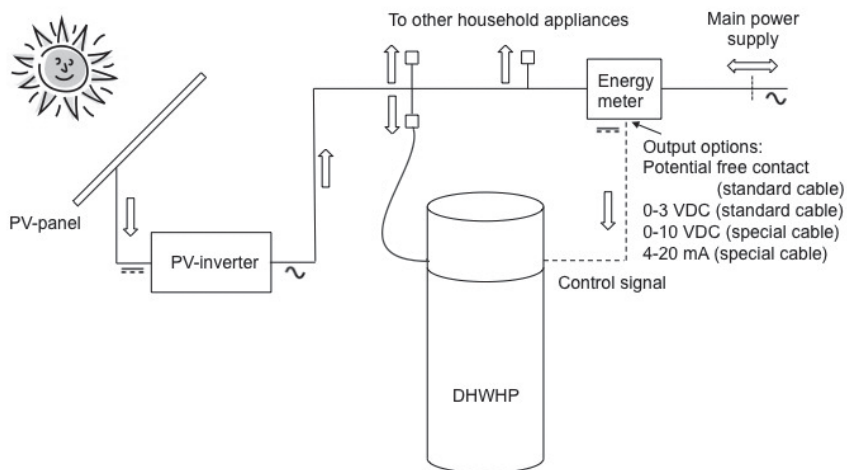 To other household appliances
Main power
supply
Energy
meter
Output options:
Potential free contact
(standard cable)
0-3 VDC (standard cable)
0-10 VDC (special cable)
4-20 mA (special cable)
PV-panel
PV-inverter
Control signal
DHWHP